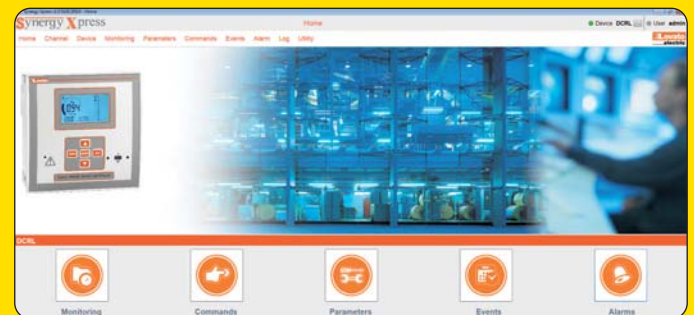 Synergy Xpress
Home
Device DCRL
User admin
Home Channel Device Monitoring Parameters Commands Events Alarm Log Utility
Lovato
electric
DCRL
Monitoring
Commands
Parameters
Events
Alarms